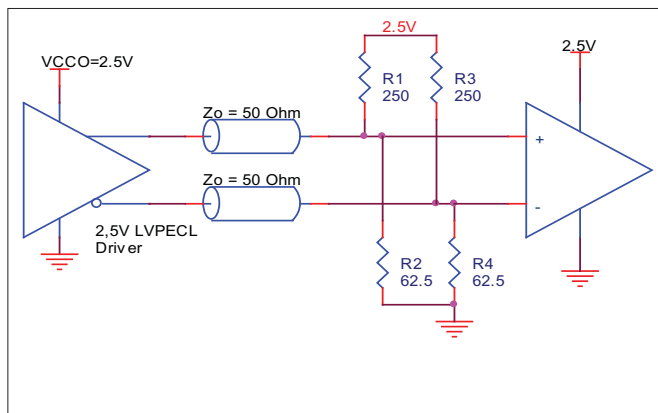 2.5V
VCCO=2.5V
2.5V
R1
250
R3
250
Zo = 50 Ohm
+
Zo = 50 Ohm
-
2,5V LVPECL
Driver
R2
62.5
R4
62.5